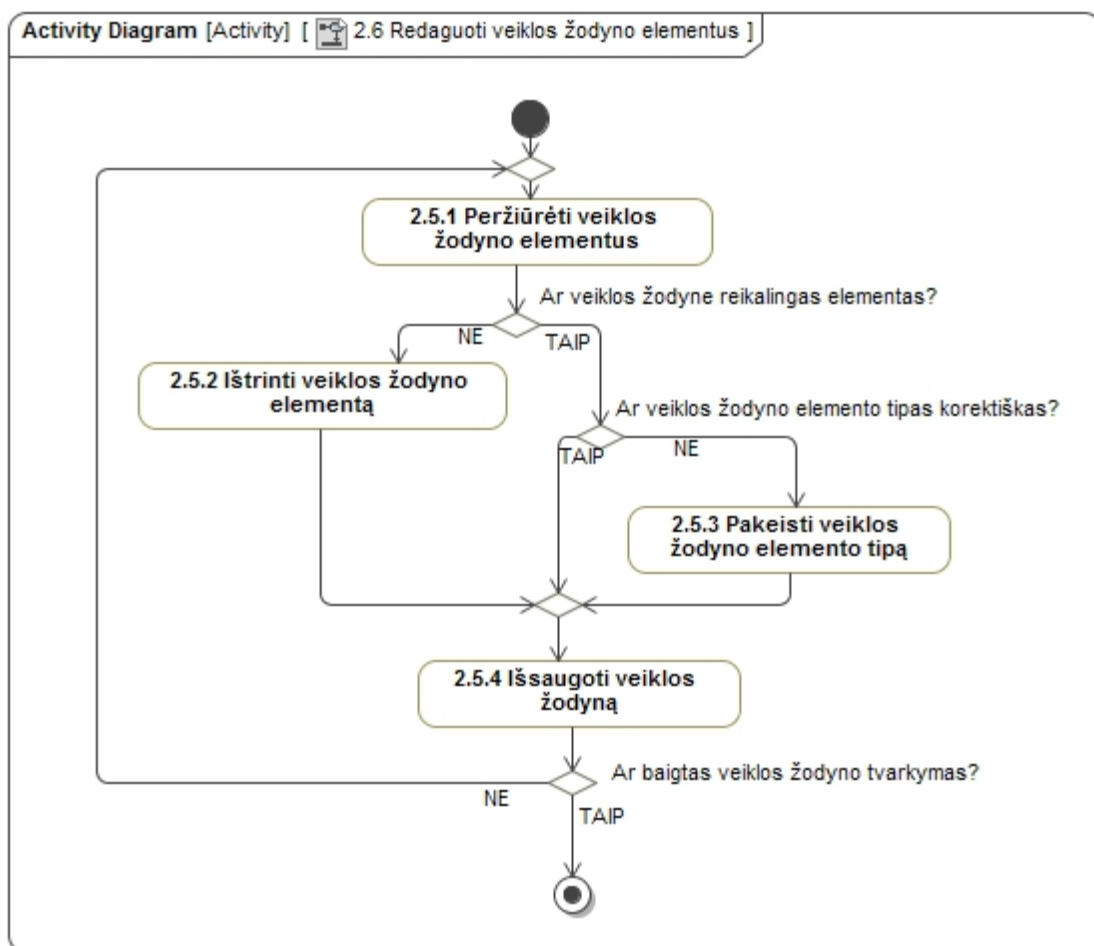 Activity Diagram [Activity] [ 2.6 Redaguoti veiklos žodyno elementus ]
2.5.1 Peržiūrėti veiklos
žodyno elementus
Ar veiklos žodyne reikalingas elementas?
NE
TAIP
2.5.2 Ištrinti veiklos žodyno
elementą
Ar veiklos žodyno elemento tipas korektiškas?
TAIP
NE
2.5.3 Pakeisti veiklos
žodyno elemento tipą
2.5.4 Išsaugoti veiklos
žodyną
Ar baigtas veiklos žodyno tvarkymas?
NE
TAIP